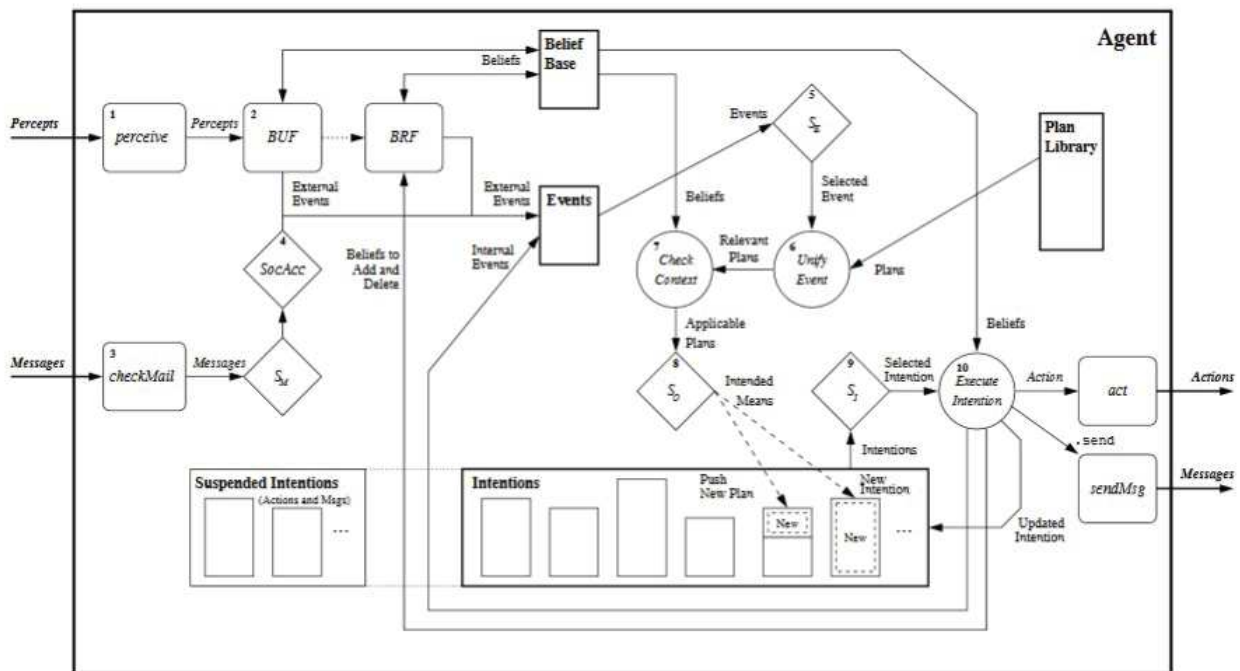 Agent
Belief
Base
Beliefs
5
S_E
Events
Plan
Library
Percepts
1
perceive
Percepts
2
BUF
BRF
External
Events
External
Events
Events
Selected
Event
Beliefs
4
SocAcc
Beliefs to
Add and
Delete
Internal
Events
7
Check
Context
Relevant
Plans
6
Unify
Event
Plans
Messages
3
checkMail
Messages
S_M
Applicable
Plans
Beliefs
8
S_O
Intended
Means
9
S_I
Selected
Intention
10
Execute
Intention
Action
act
Actions
.send
Intentions
sendMsg
Messages
Suspended Intentions
(Actions and Msgs)
...
Intentions
Push
New Plan
New
New
Intention
New
...
Updated
Intention